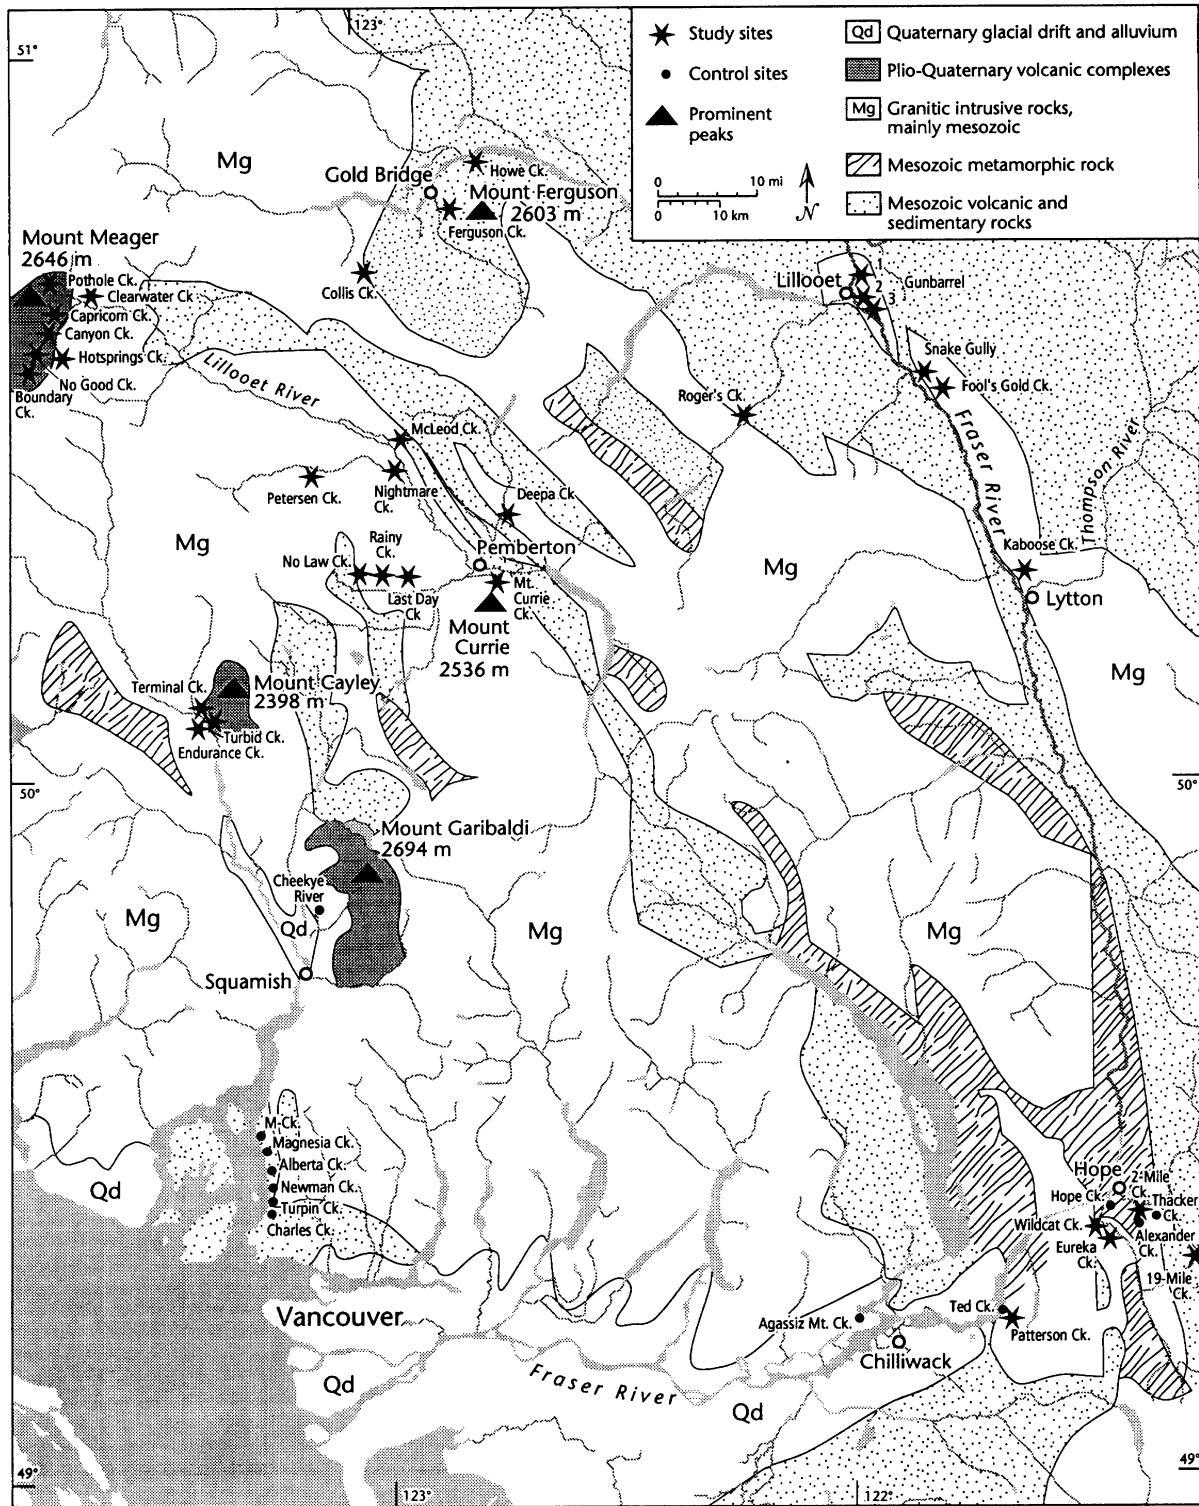 123°
51°
Study sites
Control sites
Prominent
peaks
0 10 mi
0 10 km
N
Qd Quaternary glacial drift and alluvium
Plio-Quaternary volcanic complexes
Mg Granitic intrusive rocks,
mainly mesozoic
Mesozoic metamorphic rock
Mesozoic volcanic and
sedimentary rocks
Mg
Gold Bridge
Howe Ck.
Mount Ferguson
2603 m
Ferguson Ck.
Collis Ck.
Mount Meager
2646 m
Pothole Ck.
Clearwater Ck
Capricorn Ck.
Canyon Ck.
Hotsprings Ck.
No Good Ck.
Boundary
Ck.
Lillooet River
Lillooet
1
2
3
Gunbarrel
Snake Gully
Fool's Gold Ck.
Roger's Ck.
Fraser River
Thompson River
McLeod Ck.
Petersen Ck.
Nightmare
Ck.
Deepa Ck
Mg
Rainy
Ck.
No Law Ck.
Last Day
Ck
Pemberton
Mt.
Currie
Ck.
Mount
Currie
2536 m
Mg
Kaboose Ck.
Lytton
Mg
Terminal Ck.
Mount Cayley
2398 m
Turbid Ck.
Endurance Ck.
50°
50°
Mount Garibaldi
2694 m
Cheekye
River
Qd
Mg
Mg
Mg
Squamish
M-Ck.
Magnesia Ck.
Alberta Ck.
Newman Ck.
Turpin Ck.
Charles Ck.
Qd
Hope
2-Mile
Ck.
Hope Ck.
Thacker
Ck.
Wildcat Ck.
Alexander
Ck.
Eureka
Ck.
19-Mile
Ck.
Vancouver
Agassiz Mt. Ck.
Ted Ck.
Patterson Ck.
Chilliwack
Qd
Fraser River
Qd
49°
49°
123°
122°